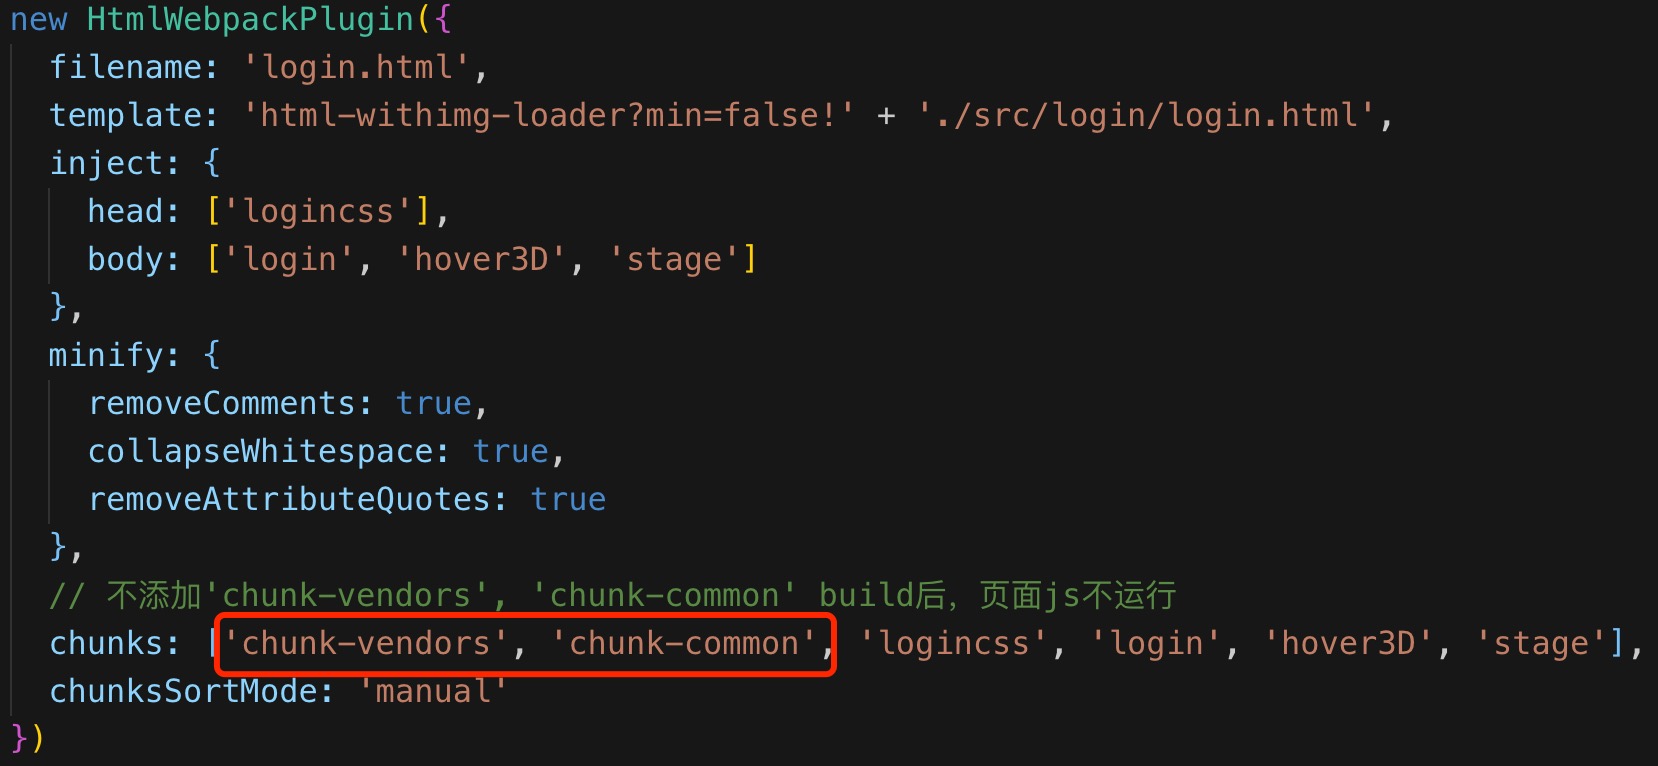 new HtmlWebpackPlugin({
filename: 'login.html',
template: 'html-withimg-loader?min=false!' + './src/login/login.html',
inject: {
head: ['logincss'],
body: ['login', 'hover3D', 'stage']
},
minify: {
removeComments: true,
collapseWhitespace: true,
removeAttributeQuotes: true
},
// 不添加'chunk-vendors', 'chunk-common' build后，页面js不运行
chunks: ['chunk-vendors', 'chunk-common', 'logincss', 'login', 'hover3D', 'stage'],
chunksSortMode: 'manual'
})